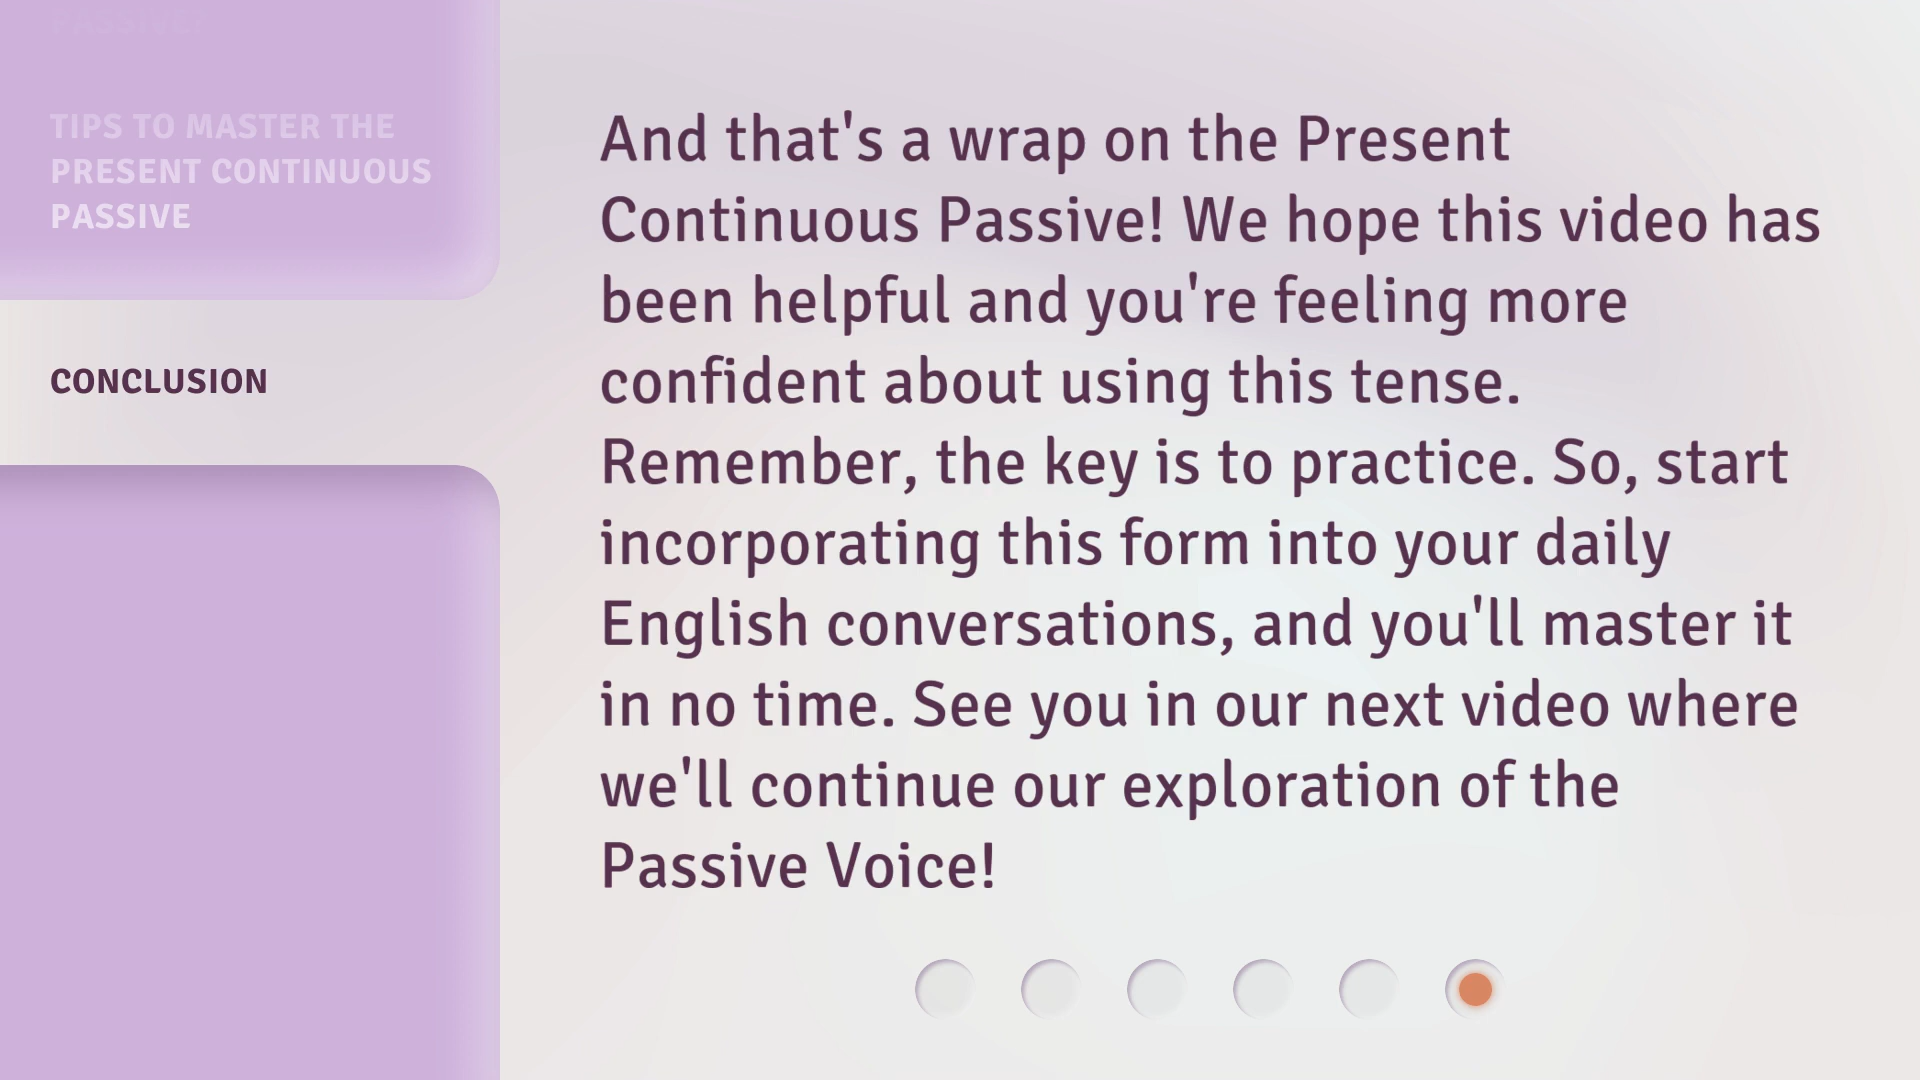 PASSIVE?
TIPS TO MASTER THE
PRESENT CONTINUOUS
PASSIVE
CONCLUSION
And that's a wrap on the Present
Continuous Passive! We hope this video has
been helpful and you're feeling more
confident about using this tense.
Remember, the key is to practice. So, start
incorporating this form into your daily
English conversations, and you'll master it
in no time. See you in our next video where
we'll continue our exploration of the
Passive Voice!